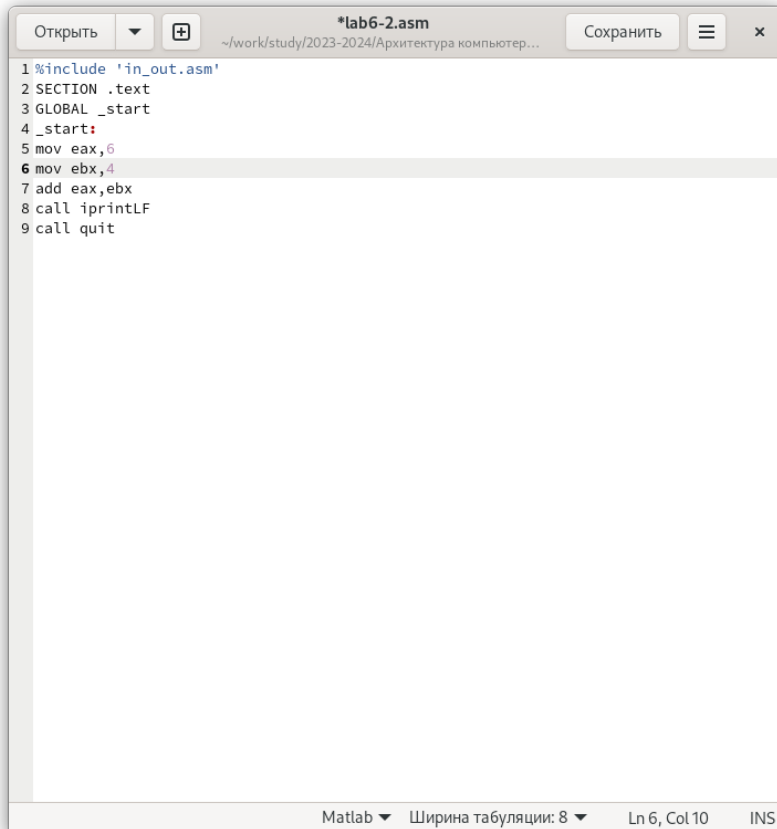 Открыть
*lab6-2.asm
~/work/study/2023-2024/Архитектура компьютер...
Сохранить
1 %include 'in_out.asm'
2 SECTION .text
3 GLOBAL _start
4 _start:
5 mov eax,6
6 mov ebx,4
7 add eax,ebx
8 call iprintLF
9 call quit
Matlab Ширина табуляции: 8 Ln 6, Col 10 INS